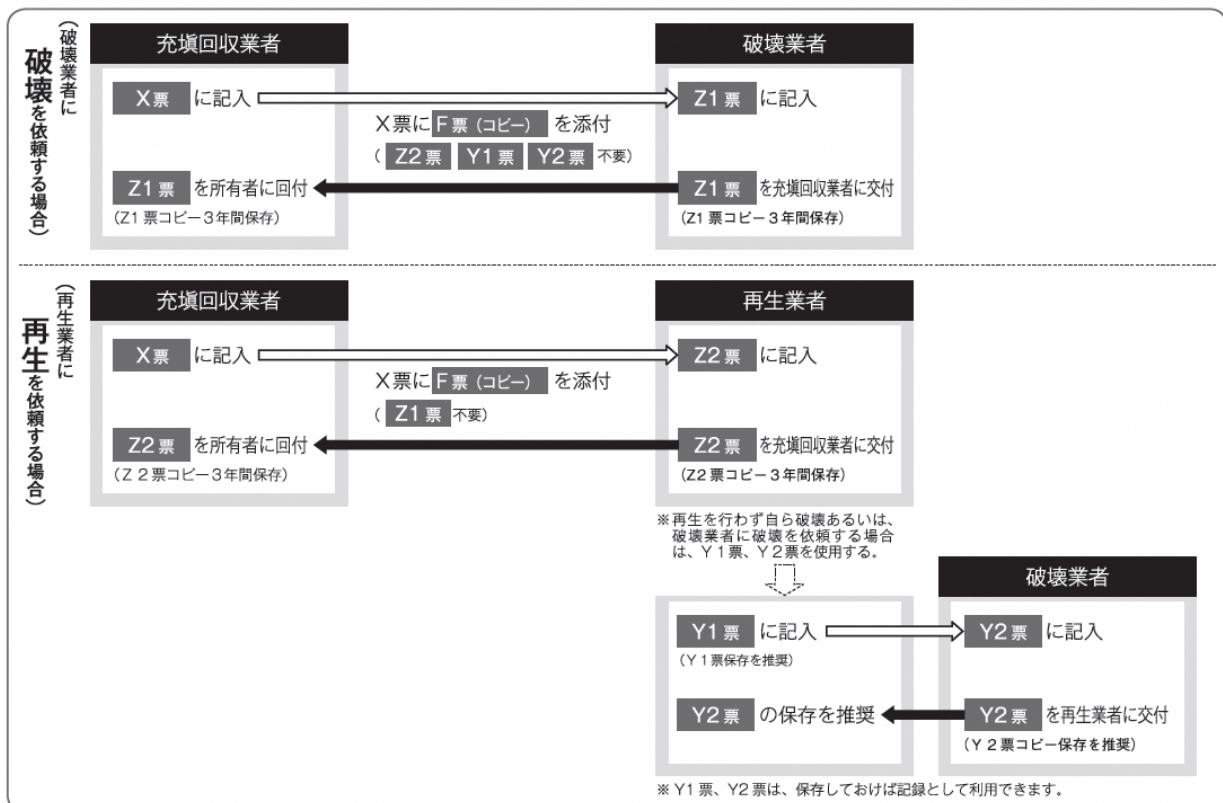 （破壊業者に
破壊を依頼する場合）
充塡回収業者
破壊業者
X票 に記入
Z1票 に記入
X票に F票（コピー） を添付
（ Z2票 Y1票 Y2票 不要）
Z1票 を所有者に回付
（Z1票コピー３年間保存）
Z1票 を充塡回収業者に交付
（Z1票コピー３年間保存）
（再生業者に
再生を依頼する場合）
充塡回収業者
再生業者
X票 に記入
Z2票 に記入
X票に F票（コピー） を添付
（ Z1票 不要）
Z2票 を所有者に回付
（Z２票コピー３年間保存）
Z2票 を充塡回収業者に交付
（Z2票コピー３年間保存）
※再生を行わず自ら破壊あるいは、
破壊業者に破壊を依頼する場合
は、Y１票、Y２票を使用する。
破壊業者
Y1票 に記入
（Y１票保存を推奨）
Y2票 に記入
Y2票 の保存を推奨
Y2票 を再生業者に交付
（Y２票コピー保存を推奨）
※ Y1票、Y2票は、保存しておけば記録として利用できます。